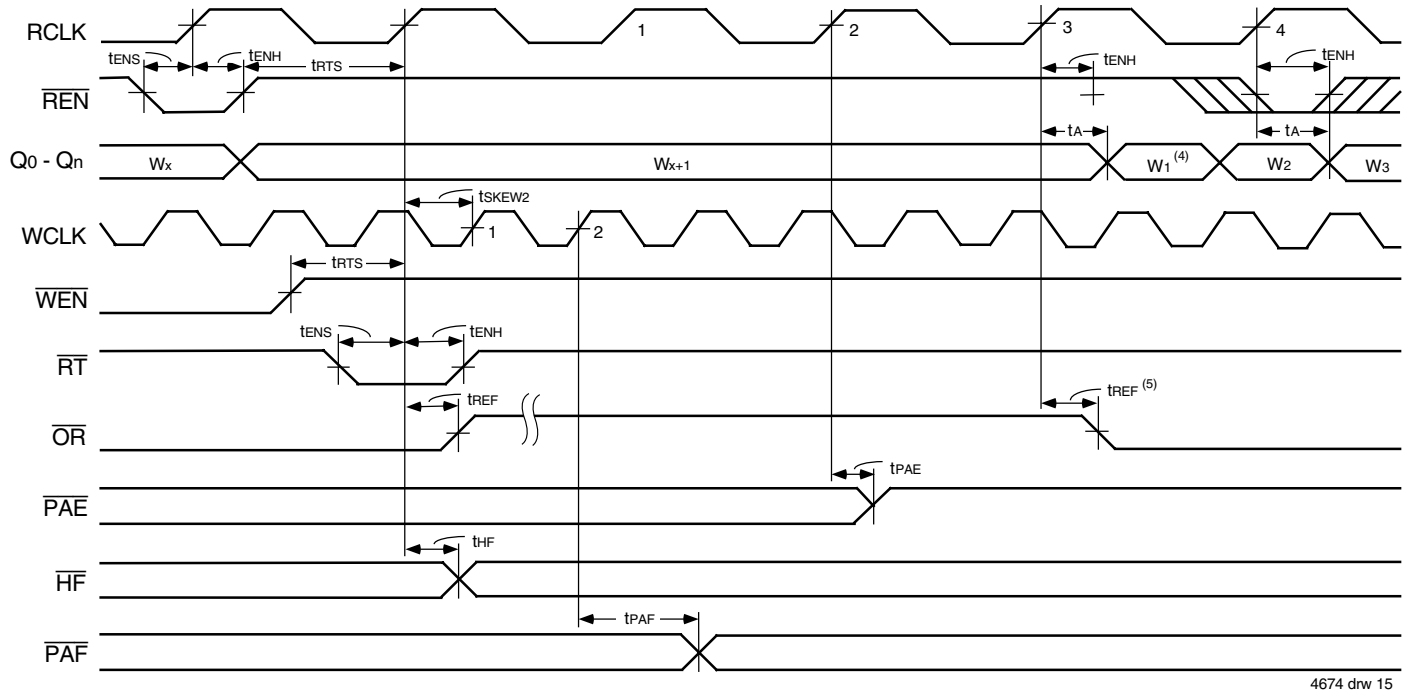 RCLK
1
2
3
4
tENS
tENH
tRTS
tENH
tENH
REN
tA
tA
Q0 - Qn
Wx
Wx+1
W1 (4)
W2
W3
tSKEW2
WCLK
1
2
tRTS
WEN
tENS
tENH
RT
tREF
tREF (5)
OR
tPAE
PAE
tHF
HF
tPAF
PAF
4674 drw 15